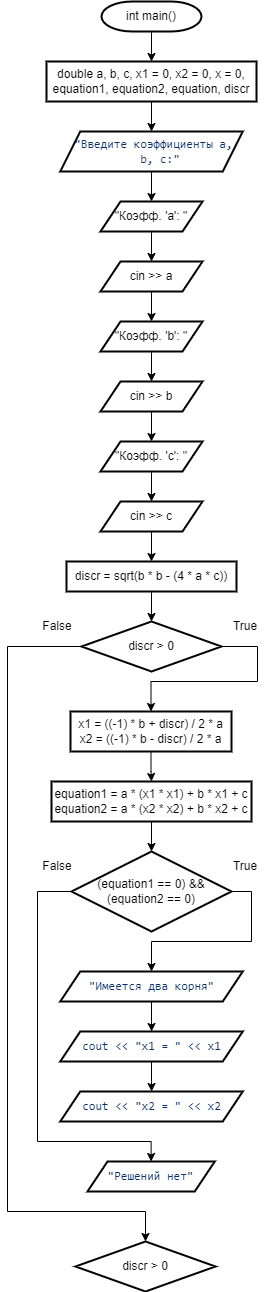 int main()
double a, b, c, x1 = 0, x2 = 0, x = 0,
equation1, equation2, equation, discr
"Введите коэффициенты a,
b, c:"
"Коэфф. 'a': "
cin >> a
"Коэфф. 'b': "
cin >> b
"Коэфф. 'c': "
cin >> c
discr = sqrt(b * b - (4 * a * c))
False
True
discr > 0
x1 = ((-1) * b + discr) / 2 * a
x2 = ((-1) * b - discr) / 2 * a
equation1 = a * (x1 * x1) + b * x1 + c
equation2 = a * (x2 * x2) + b * x2 + c
False
True
(equation1 == 0) &&
(equation2 == 0)
"Имеется два корня"
cout << "x1 = " << x1
cout << "x2 = " << x2
"Решений нет"
discr > 0